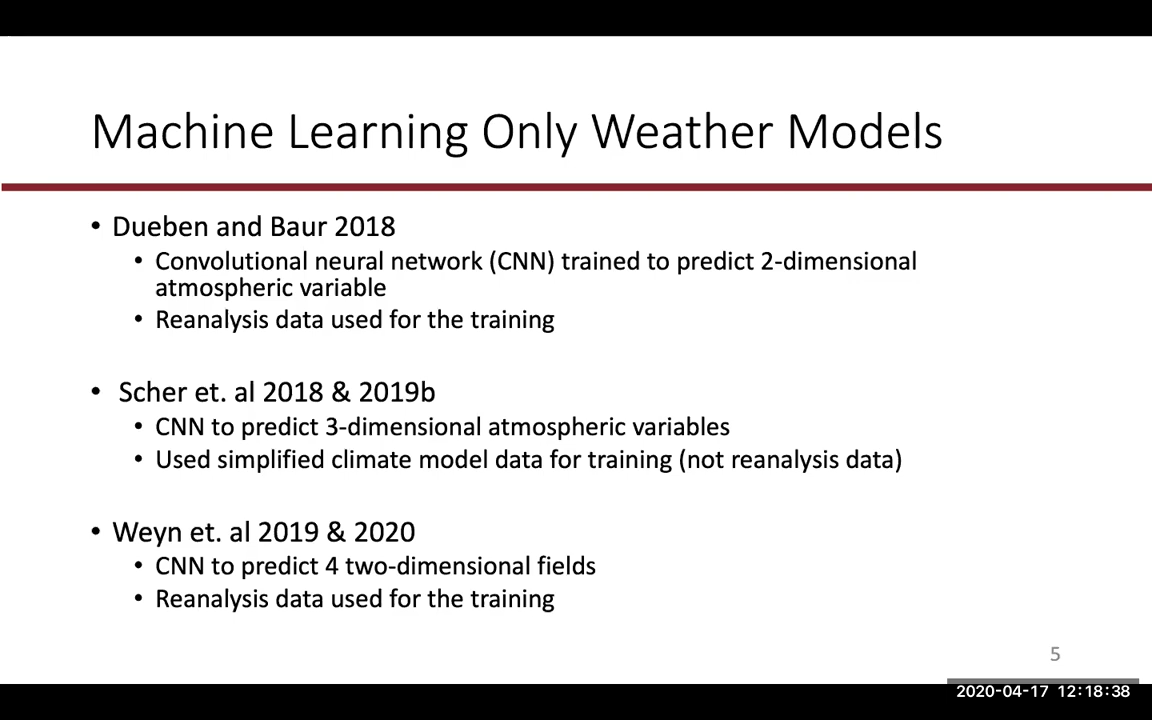 Machine Learning Only Weather Models
• Dueben and Baur 2018
• Convolutional neural network (CNN) trained to predict 2-dimensional
atmospheric variable
• Reanalysis data used for the training
• Scher et. al 2018 & 2019b
• CNN to predict 3-dimensional atmospheric variables
• Used simplified climate model data for training (not reanalysis data)
• Weyn et. al 2019 & 2020
• CNN to predict 4 two-dimensional fields
• Reanalysis data used for the training
5
2020-04-17 12:18:38